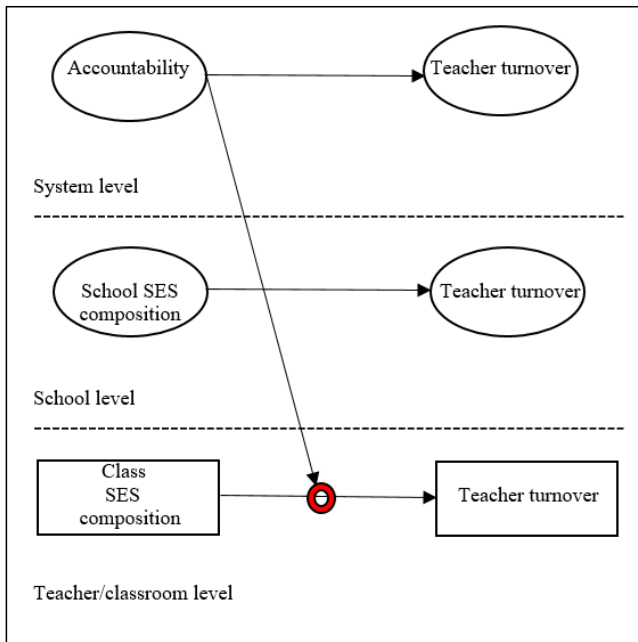 Accountability
Teacher turnover
System level
School SES
composition
Teacher turnover
School level
Class
SES
composition
Teacher turnover
Teacher/classroom level